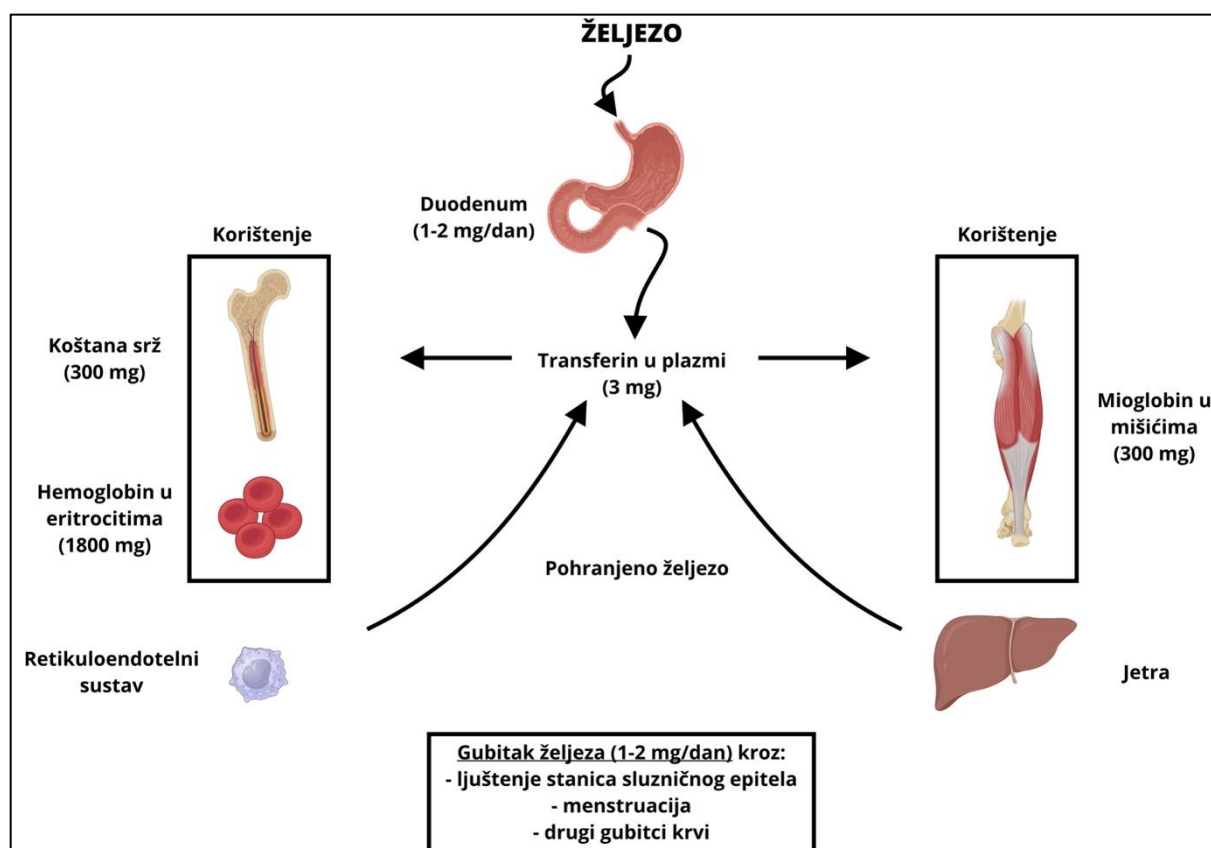 ŽELJEZO
Duodenum
(1-2 mg/dan)
Korištenje
Korištenje
Koštana srž
(300 mg)
Transferin u plazmi
(3 mg)
Mioglobin u
mišićima
(300 mg)
Hemoglobin u
eritrocitima
(1800 mg)
Pohranjeno željezo
Retikuloendotelni
sustav
Jetra
Gubitak željeza (1-2 mg/dan) kroz:
- ljuštenje stanica sluzničnog epitela
- menstruacija
- drugi gubitci krvi